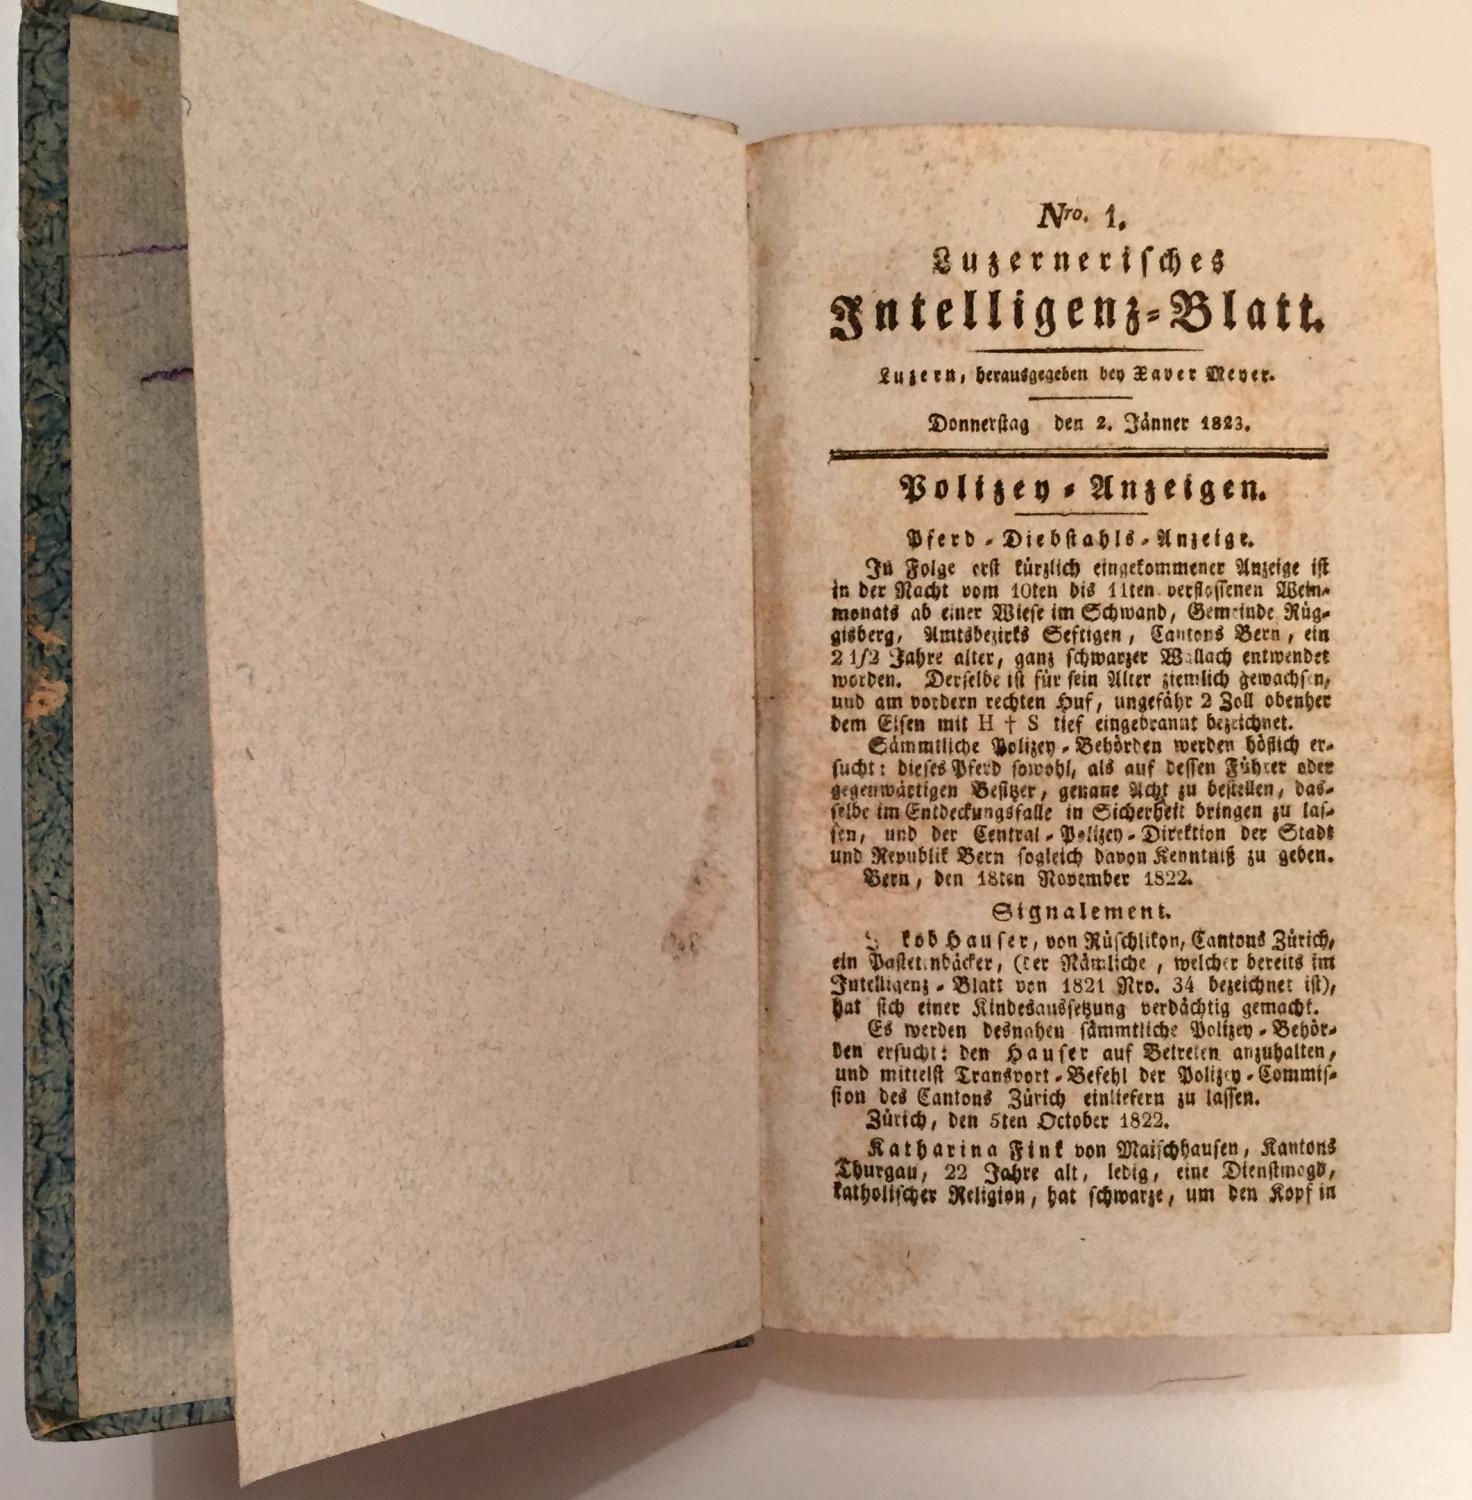 Nro. 1.
Luzernerisches
Intelligenz-Blatt.
Luzern, herausgegeben bey Xaver Meyer.
Donnerstag den 2. Jänner 1823.
Polizey-Anzeigen.
Pferd-Diebstahls-Anzeige.
In Folge erst kürzlich eingekommener Anzeige ist
in der Nacht vom 10ten bis 11ten verflossenen Wein-
monats ab einer Wiese im Schwand, Gemeinde Rüg-
gisberg, Amtsbezirks Seftigen, Cantons Bern, ein
2 1/2 Jahre alter, ganz schwarzer Wallach entwendet
worden. Derselbe ist für sein Alter ziemlich gewachsen,
und am vordern rechten Huf, ungefähr 2 Zoll obenher
dem Eisen mit H † S tief eingebrannt bezeichnet.
Sämmtliche Polizey-Behörden werden höflich er-
sucht: dieses Pferd sowohl, als auf dessen Führer oder
gegenwärtigen Besitzer, genaue Acht zu bestellen, das-
selbe im Entdeckungsfalle in Sicherheit bringen zu las-
sen, und der Central-Polizey-Direktion der Stadt
und Republik Bern sogleich davon Kenntniß zu geben.
Bern, den 18ten November 1822.
Signalement.
kob Hauser, von Rüschlikon, Cantons Zürich,
ein Pastetenbäcker, (der Nämliche, welcher bereits im
Intelligenz-Blatt von 1821 Nro. 34 bezeichnet ist),
hat sich einer Kindesaussetzung verdächtig gemacht.
Es werden desnahen sämmtliche Polizey-Behör-
den ersucht: den Hauser auf Betreten anzuhalten,
und mittelst Transport-Befehl der Polizey-Commis-
sion des Cantons Zürich einliefern zu lassen.
Zürich, den 5ten October 1822.
Katharina Fink von Maischhausen, Kantons
Thurgau, 22 Jahre alt, ledig, eine Dienstmagd,
katholischer Religion, hat schwarze, um den Kopf in